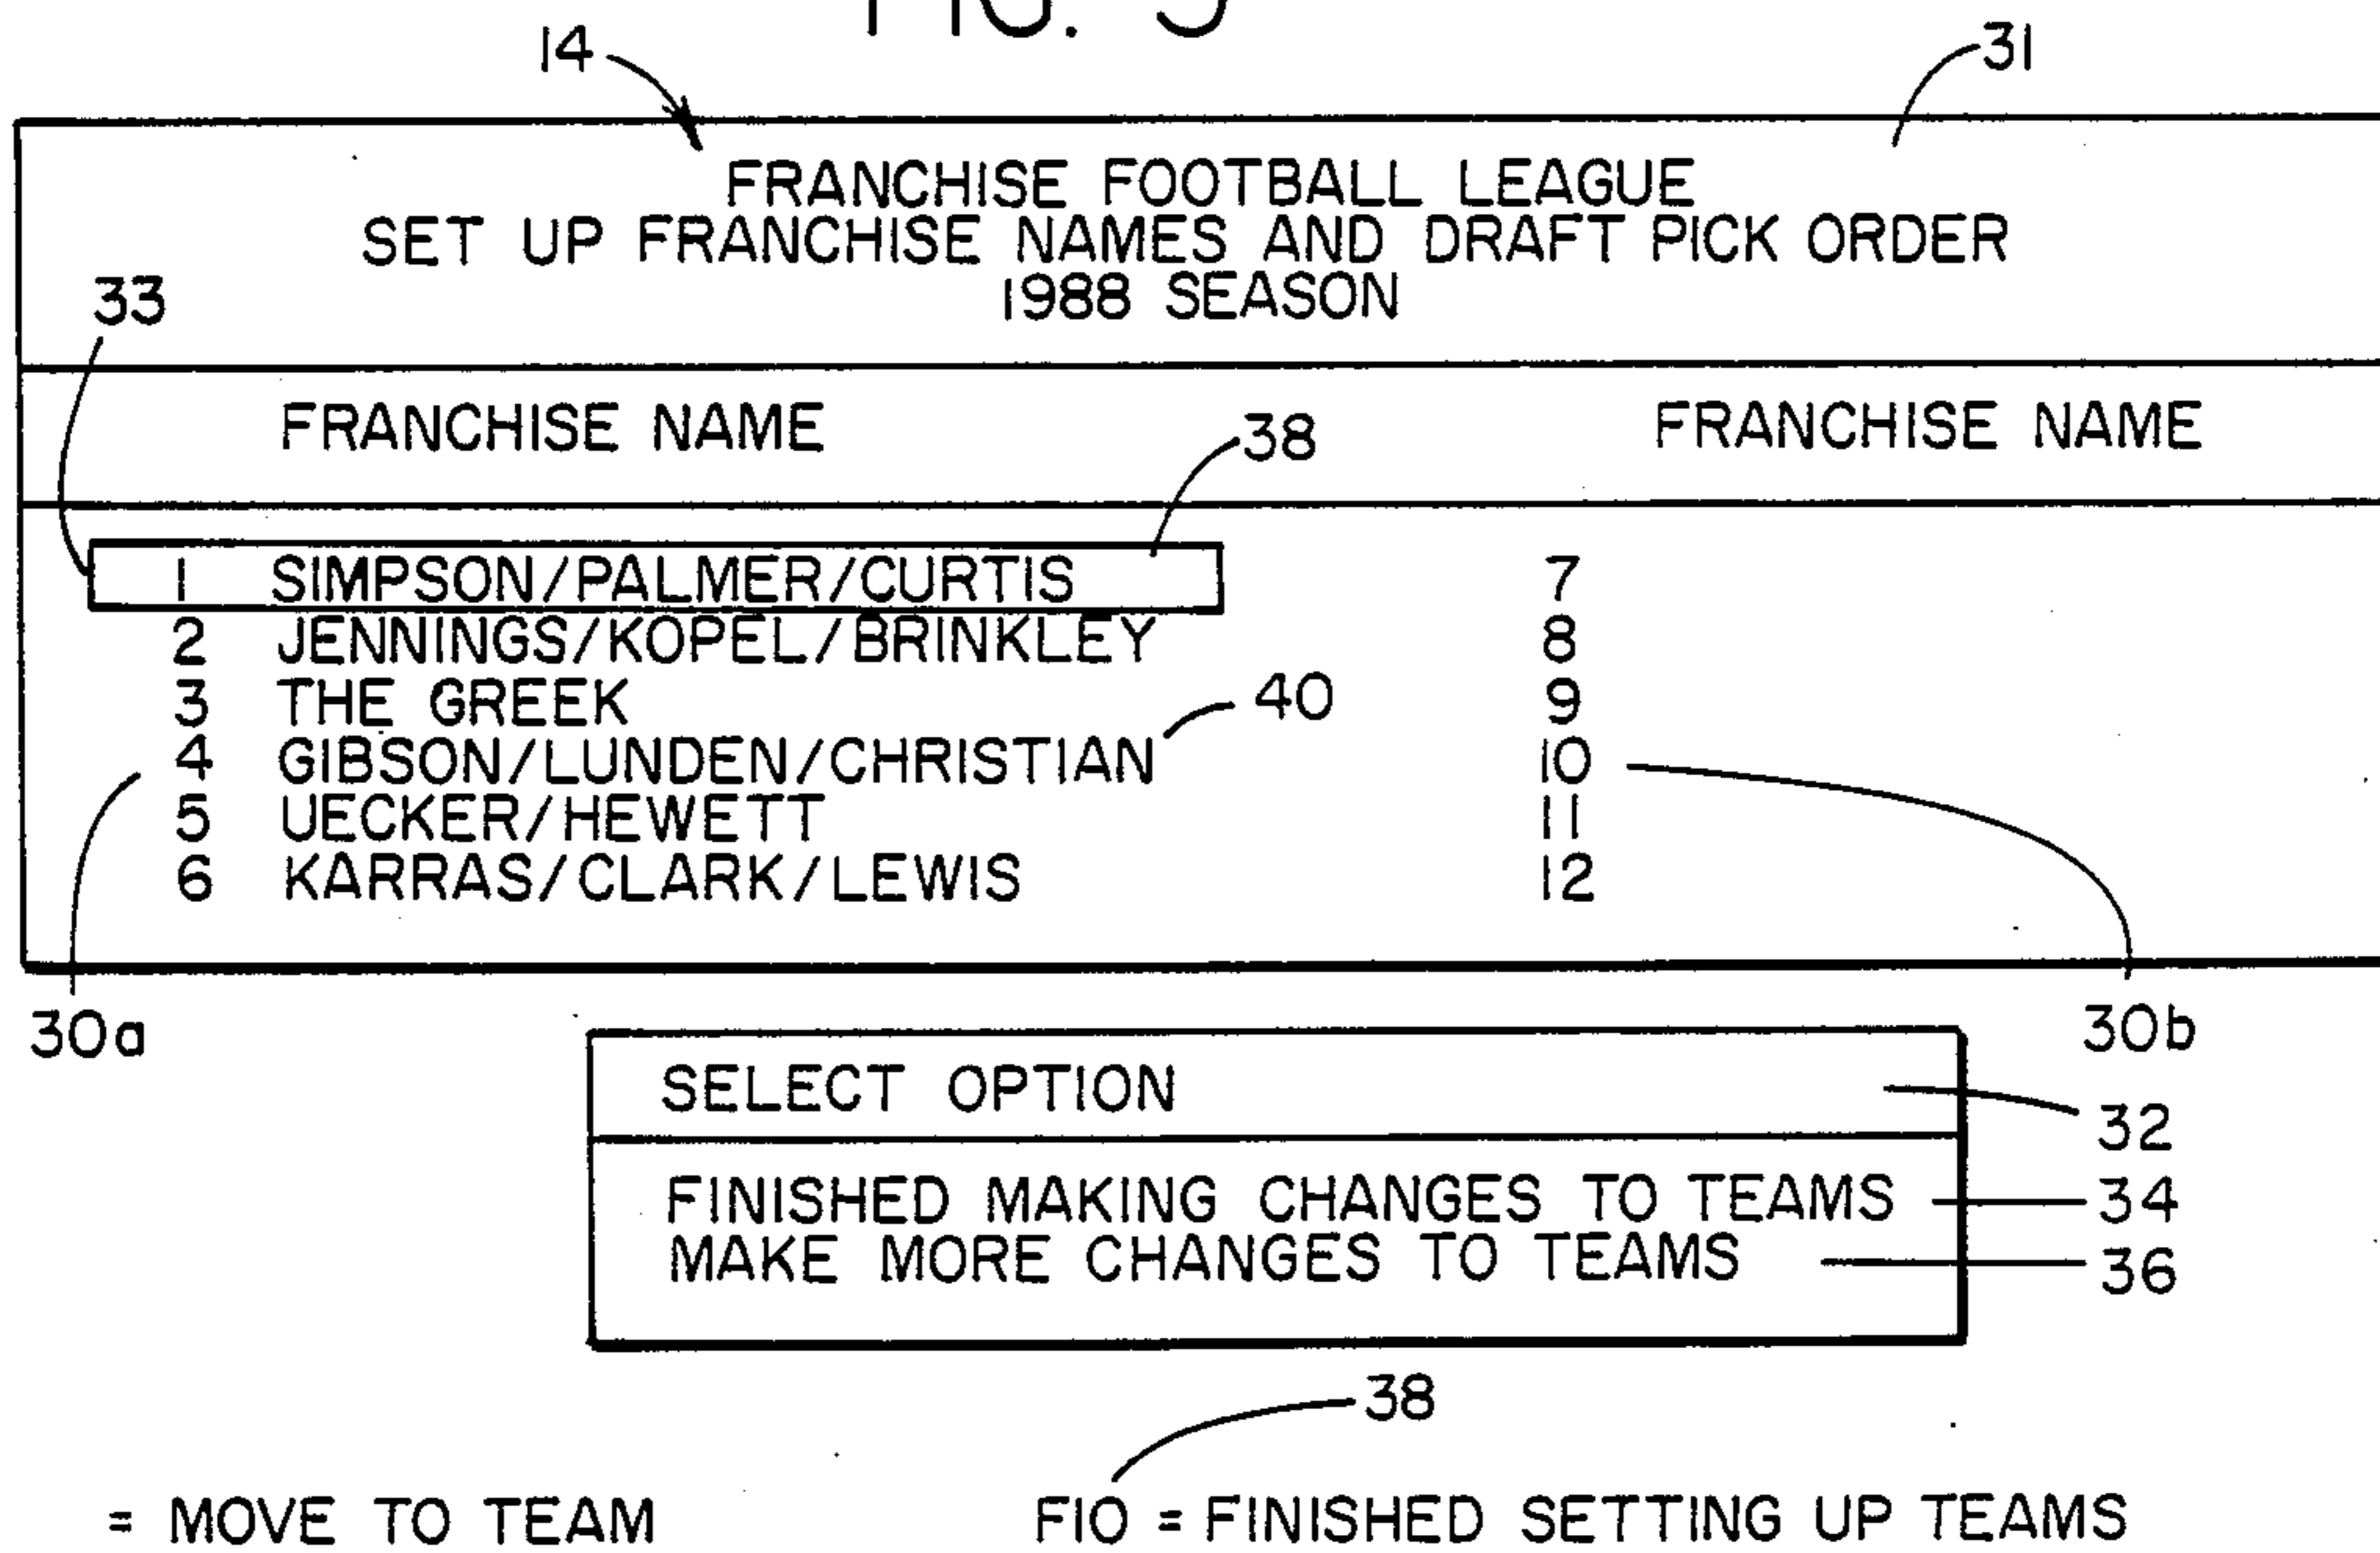 FIG. 3
14
31
FRANCHISE FOOTBALL LEAGUE
SET UP FRANCHISE NAMES AND DRAFT PICK ORDER
1988 SEASON
33
FRANCHISE NAME FRANCHISE NAME
38
1 SIMPSON/PALMER/CURTIS 7
2 JENNINGS/KOPEL/BRINKLEY 8
3 THE GREEK 9
40
4 GIBSON/LUNDEN/CHRISTIAN 10
5 UECKER/HEWETT 11
6 KARRAS/CLARK/LEWIS 12
30a
30b
SELECT OPTION
32
FINISHED MAKING CHANGES TO TEAMS 34
MAKE MORE CHANGES TO TEAMS 36
38
= MOVE TO TEAM F10 = FINISHED SETTING UP TEAMS